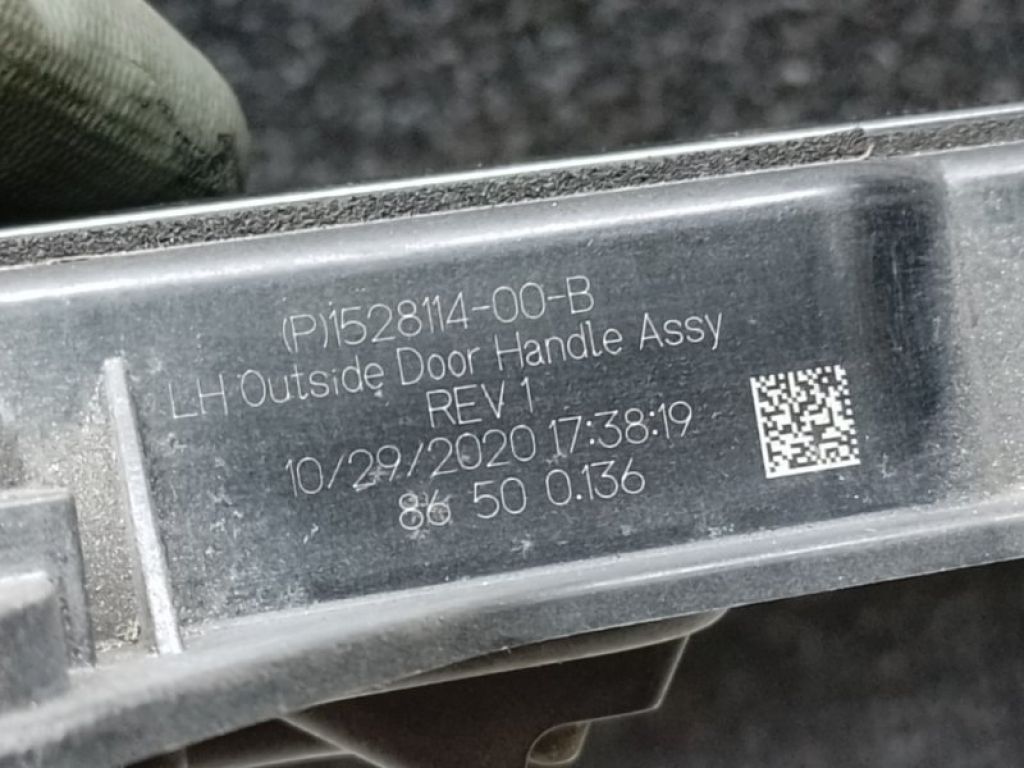 (P)1528114-00-B
LH Outside Door Handle Assy
REV 1
10/29/2020 17:38:19
86 50 0.136